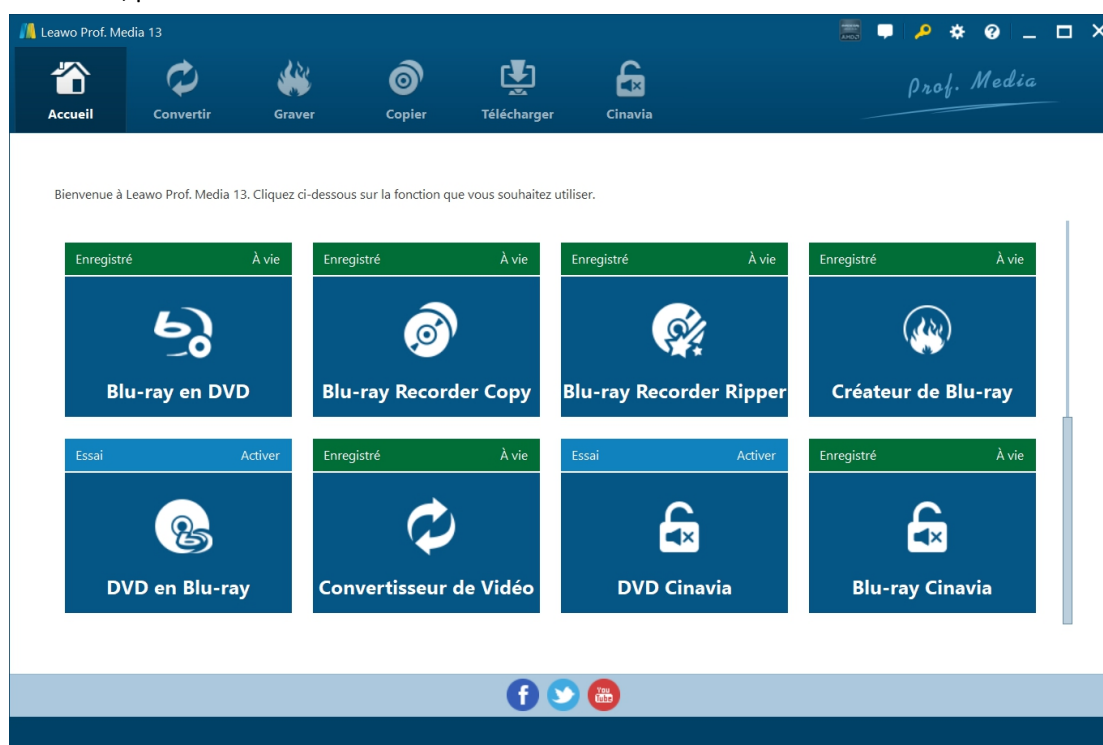 Leawo Prof. Media 13
Accueil Convertir Graver Copier Télécharger Cinavia
Prof. Media
Bienvenue à Leawo Prof. Media 13. Cliquez ci-dessous sur la fonction que vous souhaitez utiliser.
Enregistré À vie Enregistré À vie Enregistré À vie Enregistré À vie
Blu-ray en DVD Blu-ray Recorder Copy Blu-ray Recorder Ripper Créateur de Blu-ray
Essai Activer Enregistré À vie Essai Activer Enregistré À vie
DVD en Blu-ray Convertisseur de Vidéo DVD Cinavia Blu-ray Cinavia
You Tube